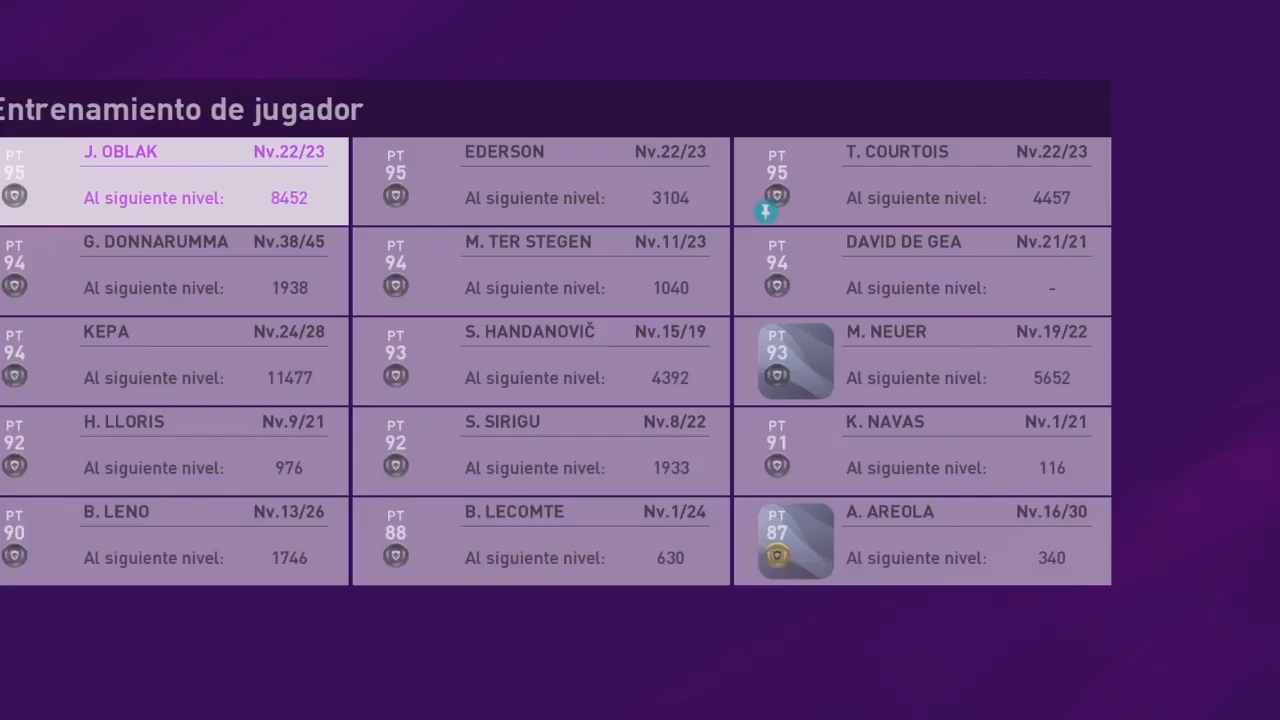 Entrenamiento de jugador
PT 95 J. OBLAK Nv.22/23
Al siguiente nivel: 8452
PT 95 EDERSON Nv.22/23
Al siguiente nivel: 3104
PT 95 T. COURTOIS Nv.22/23
Al siguiente nivel: 4457
PT 94 G. DONNARUMMA Nv.38/45
Al siguiente nivel: 1938
PT 94 M. TER STEGEN Nv.11/23
Al siguiente nivel: 1040
PT 94 DAVID DE GEA Nv.21/21
Al siguiente nivel: -
PT 94 KEPA Nv.24/28
Al siguiente nivel: 11477
PT 93 S. HANDANOVIČ Nv.15/19
Al siguiente nivel: 4392
PT 93 M. NEUER Nv.19/22
Al siguiente nivel: 5652
PT 92 H. LLORIS Nv.9/21
Al siguiente nivel: 976
PT 92 S. SIRIGU Nv.8/22
Al siguiente nivel: 1933
PT 91 K. NAVAS Nv.1/21
Al siguiente nivel: 116
PT 90 B. LENO Nv.13/26
Al siguiente nivel: 1746
PT 88 B. LECOMTE Nv.1/24
Al siguiente nivel: 630
PT 87 A. AREOLA Nv.16/30
Al siguiente nivel: 340